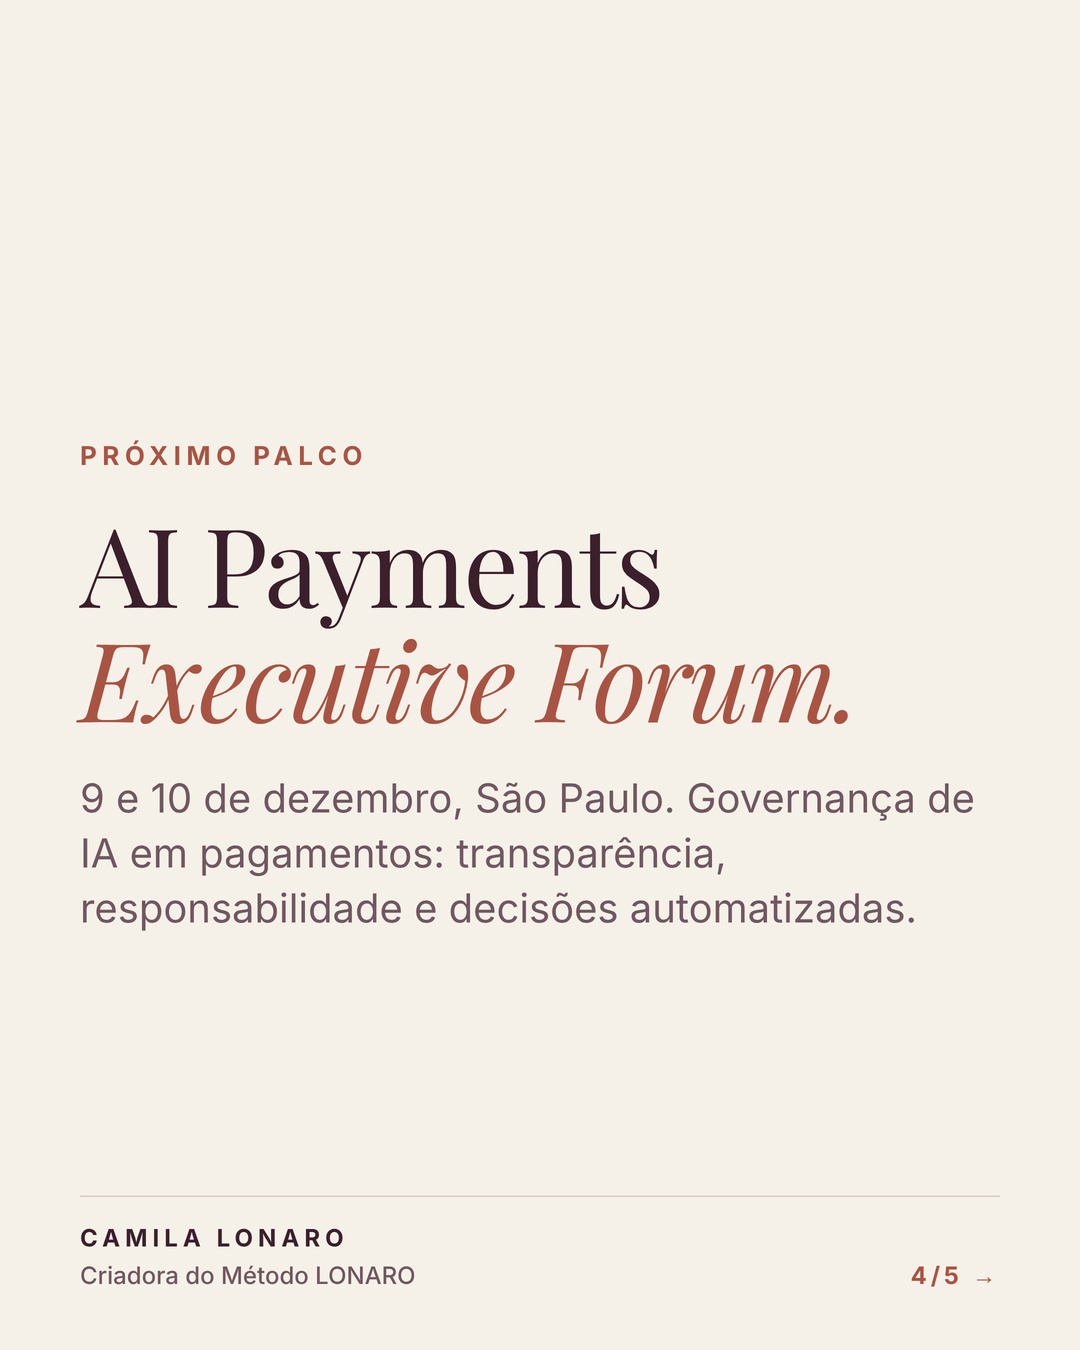 PRÓXIMO PALCO
AI Payments
Executive Forum.
9 e 10 de dezembro, São Paulo. Governança de
IA em pagamentos: transparência,
responsabilidade e decisões automatizadas.
CAMILA LONARO
Criadora do Método LONARO
4/5 →